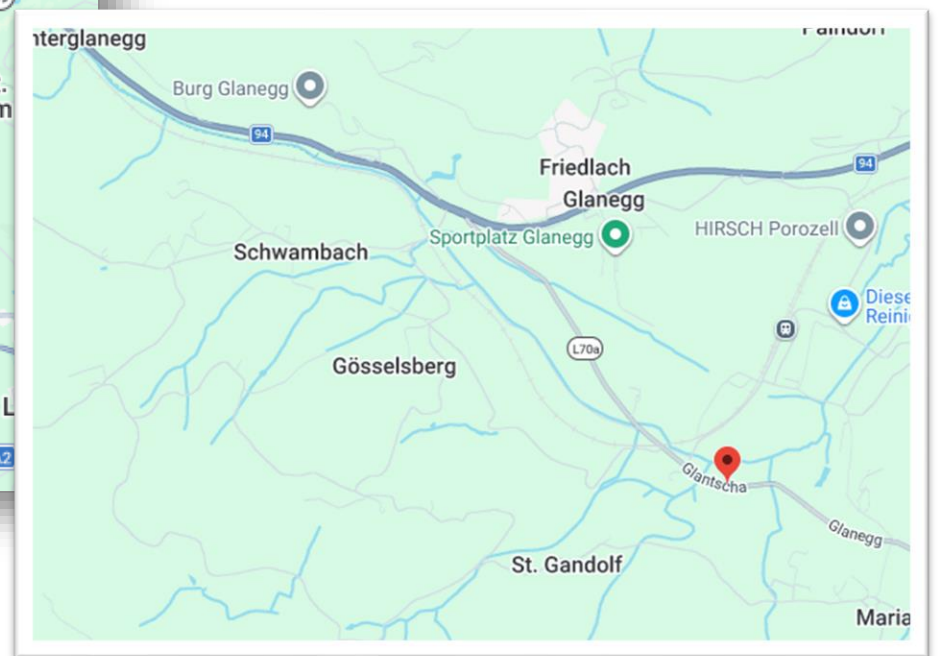 nterglanegg
Burg Glanegg
94
Friedlach
Glanegg
94
Sportplatz Glanegg
HIRSCH Porozell
Schwambach
Diese
Reini
L70a
Gösselsberg
Glantscha
Glanegg
St. Gandolf
Maria